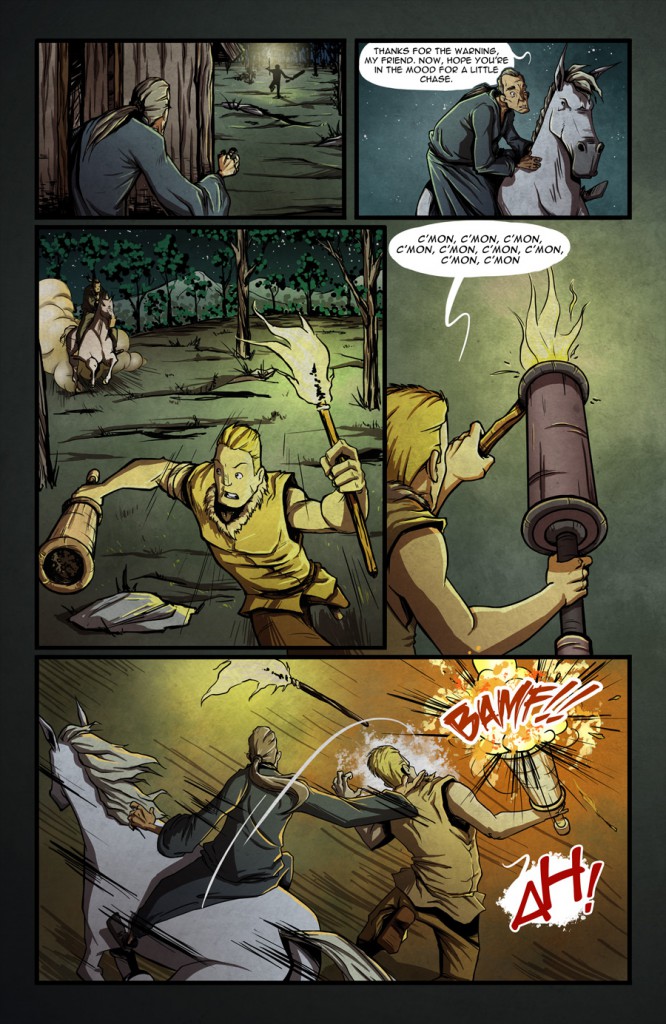 THANKS FOR THE WARNING,
MY FRIEND. NOW, HOPE YOU'RE
IN THE MOOD FOR A LITTLE
CHASE.
C'MON, C'MON, C'MON,
C'MON, C'MON, C'MON, C'MON,
C'MON, C'MON
BAMF!!!
AH!